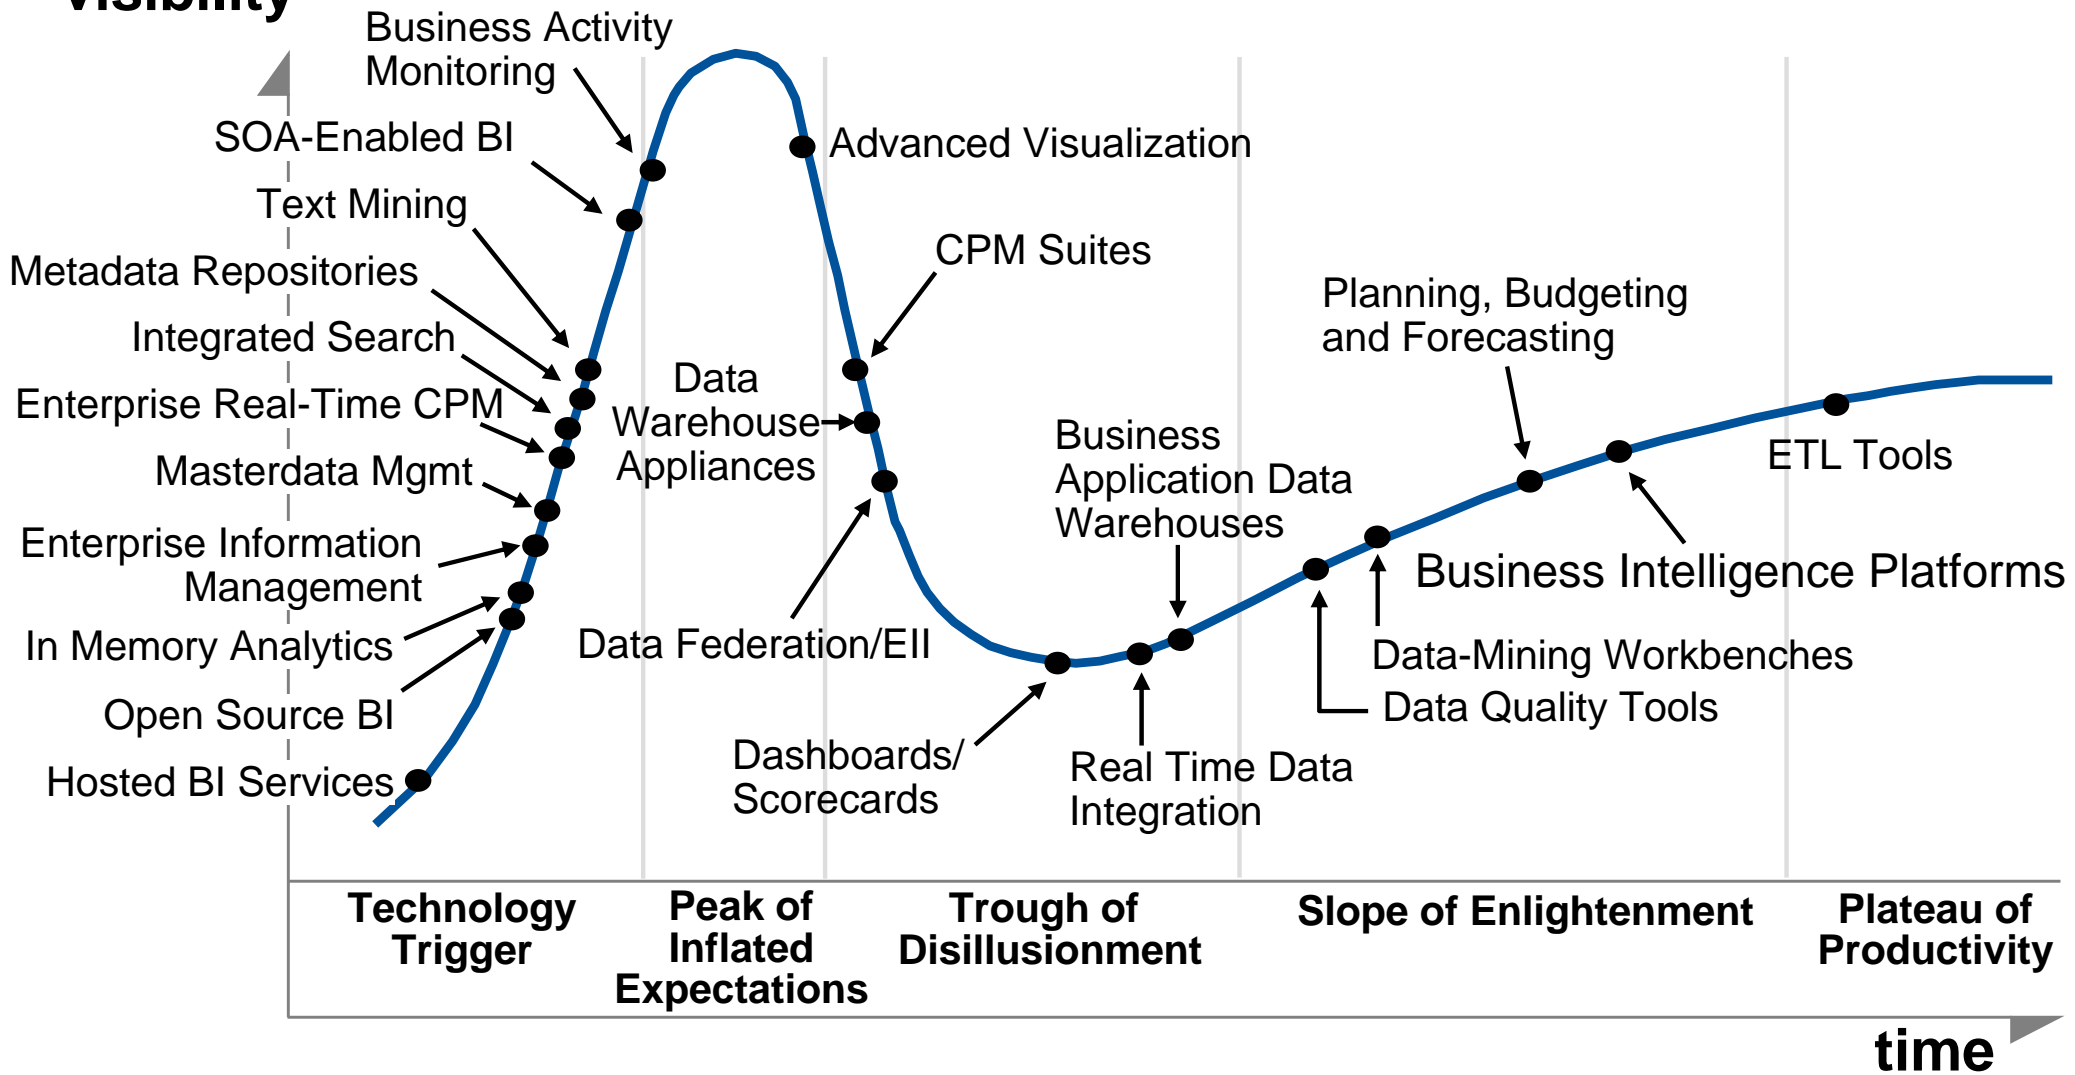 visibility
Business Activity
Monitoring
SOA-Enabled BI
Advanced Visualization
Text Mining
CPM Suites
Metadata Repositories
Planning, Budgeting
and Forecasting
Integrated Search
Data
Warehouse
Appliances
Enterprise Real-Time CPM
Business
Application Data
Warehouses
ETL Tools
Masterdata Mgmt
Enterprise Information
Management
Business Intelligence Platforms
In Memory Analytics
Data Federation/EII
Data-Mining Workbenches
Open Source BI
Data Quality Tools
Hosted BI Services
Dashboards/
Scorecards
Real Time Data
Integration
Technology
Trigger
Peak of
Inflated
Expectations
Trough of
Disillusionment
Slope of Enlightenment
Plateau of
Productivity
time